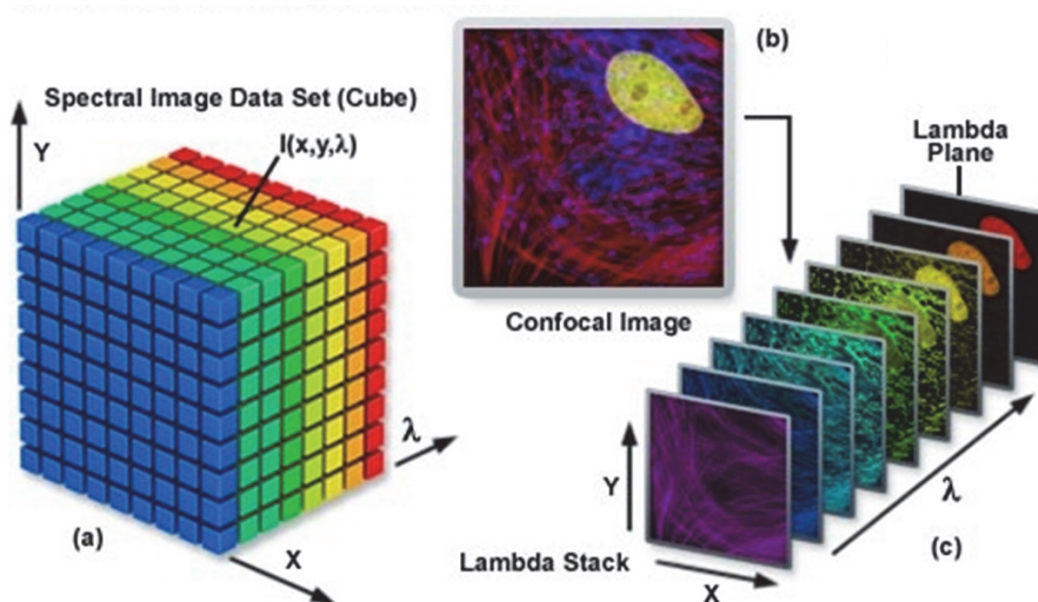 Spectral Image Data Set (Cube)
Y
I(x,y,λ)
λ
X
(a)
(b)
Confocal Image
Lambda
Plane
Y
Lambda Stack
X
λ
(c)